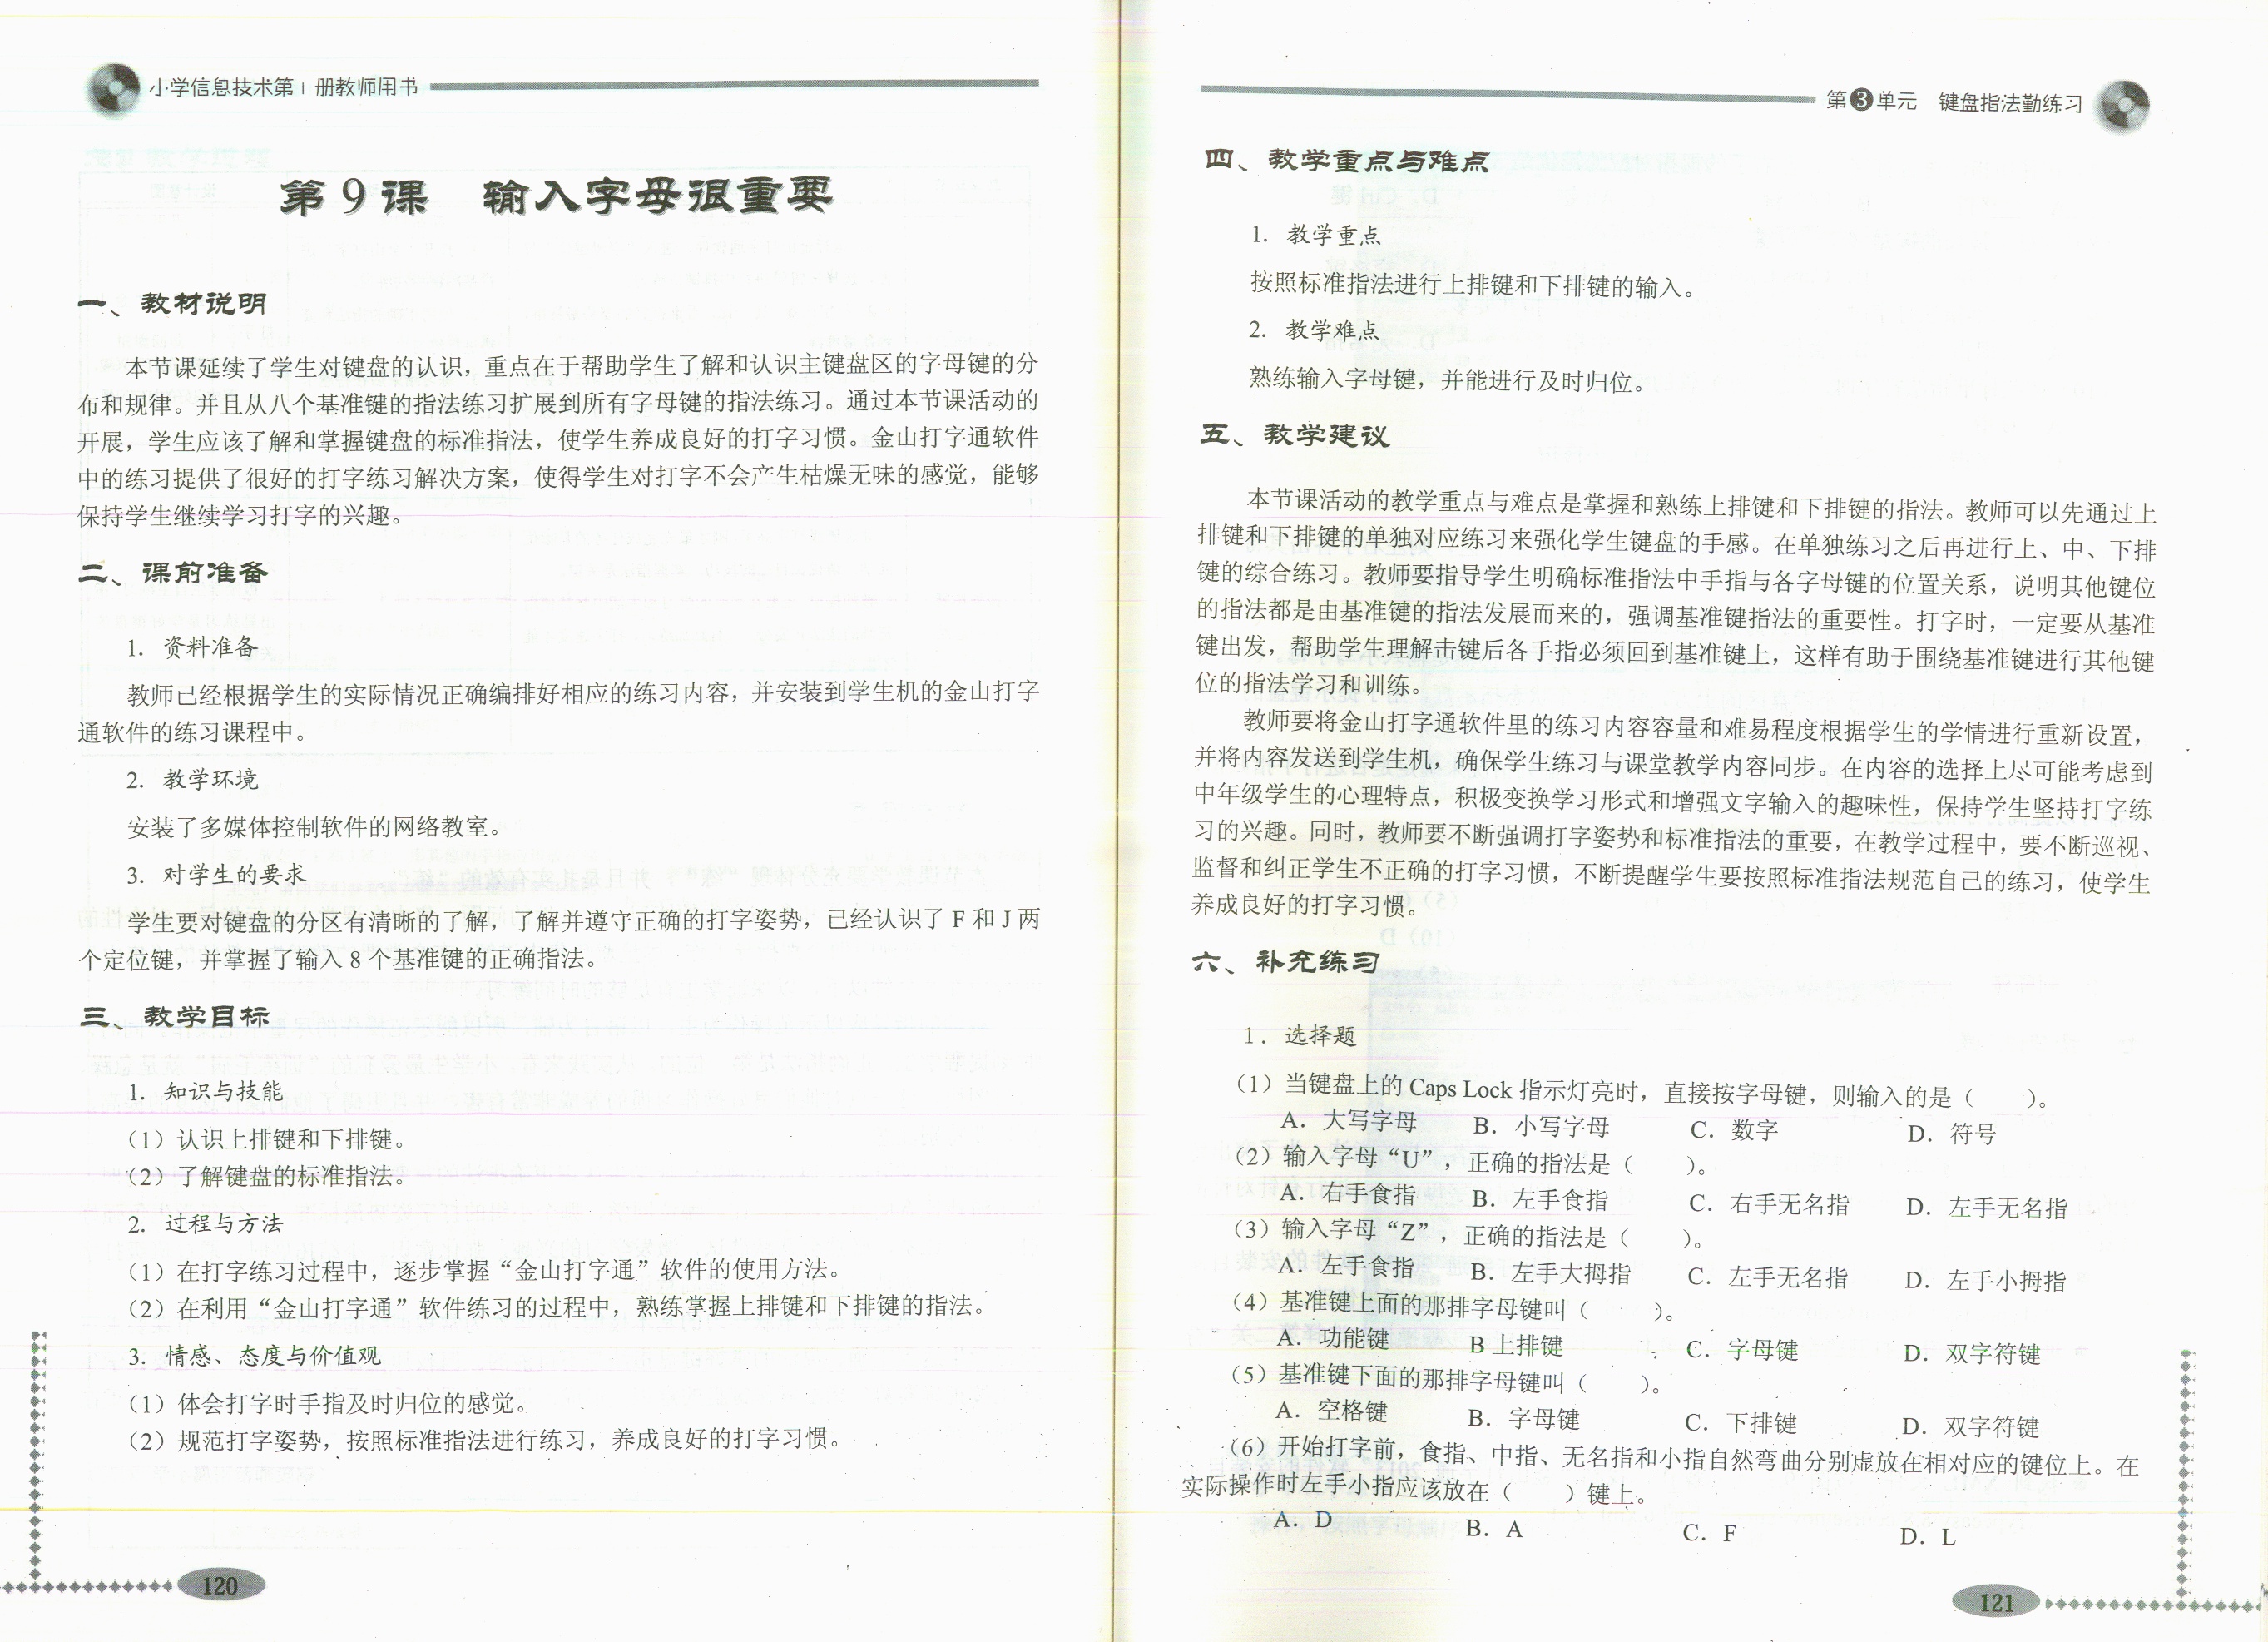 小学信息技术第1册教师用书
第9课 输入字母很重要
一、教材说明
本节课延续了学生对键盘的认识，重点在于帮助学生了解和认识主键盘区的字母键的分
布和规律。并且从八个基准键的指法练习扩展到所有字母键的指法练习。通过本节课活动的
开展，学生应该了解和掌握键盘的标准指法，使学生养成良好的打字习惯。金山打字通软件
中的练习提供了很好的打字练习解决方案，使得学生对打字不会产生枯燥无味的感觉，能够
保持学生继续学习打字的兴趣。
二、课前准备
1. 资料准备
教师已经根据学生的实际情况正确编排好相应的练习内容，并安装到学生机的金山打字
通软件的练习课程中。
2. 教学环境
安装了多媒体控制软件的网络教室。
3. 对学生的要求
学生要对键盘的分区有清晰的了解，了解并遵守正确的打字姿势，已经认识了 F 和 J 两
个定位键，并掌握了输入 8 个基准键的正确指法。
三、教学目标
1. 知识与技能
（1）认识上排键和下排键。
（2）了解键盘的标准指法。
2. 过程与方法
（1）在打字练习过程中，逐步掌握“金山打字通”软件的使用方法。
（2）在利用“金山打字通”软件练习的过程中，熟练掌握上排键和下排键的指法。
3. 情感、态度与价值观
（1）体会打字时手指及时归位的感觉。
（2）规范打字姿势，按照标准指法进行练习，养成良好的打字习惯。
120
第3单元 键盘指法勤练习
四、教学重点与难点
1. 教学重点
按照标准指法进行上排键和下排键的输入。
2. 教学难点
熟练输入字母键，并能进行及时归位。
五、教学建议
本节课活动的教学重点与难点是掌握和熟练上排键和下排键的指法。教师可以先通过上
排键和下排键的单独对应练习来强化学生键盘的手感。在单独练习之后再进行上、中、下排
键的综合练习。教师要指导学生明确标准指法中手指与各字母键的位置关系，说明其他键位
的指法都是由基准键的指法发展而来的，强调基准键指法的重要性。打字时，一定要从基准
键出发，帮助学生理解击键后各手指必须回到基准键上，这样有助于围绕基准键进行其他键
位的指法学习和训练。
教师要将金山打字通软件里的练习内容容量和难易程度根据学生的学情进行重新设置，
并将内容发送到学生机，确保学生练习与课堂教学内容同步。在内容的选择上尽可能考虑到
中年级学生的心理特点，积极变换学习形式和增强文字输入的趣味性，保持学生坚持打字练
习的兴趣。同时，教师要不断强调打字姿势和标准指法的重要，在教学过程中，要不断巡视、
监督和纠正学生不正确的打字习惯，不断提醒学生要按照标准指法规范自己的练习，使学生
养成良好的打字习惯。
六、补充练习
1. 选择题
（1）当键盘上的 Caps Lock 指示灯亮时，直接按字母键，则输入的是（ ）。
A. 大写字母 B. 小写字母 C. 数字 D. 符号
（2）输入字母“U”，正确的指法是（ ）。
A. 右手食指 B. 左手食指 C. 右手无名指 D. 左手无名指
（3）输入字母“Z”，正确的指法是（ ）。
A. 左手食指 B. 左手大拇指 C. 左手无名指 D. 左手小拇指
（4）基准键上面的那排字母键叫（ ）。
A. 功能键 B 上排键 C. 字母键 D. 双字符键
（5）基准键下面的那排字母键叫（ ）。
A. 空格键 B. 字母键 C. 下排键 D. 双字符键
（6）开始打字前，食指、中指、无名指和小指自然弯曲分别虚放在相对应的键位上。在
实际操作时左手小指应该放在（ ）键上。
A. D B. A C. F D. L
121